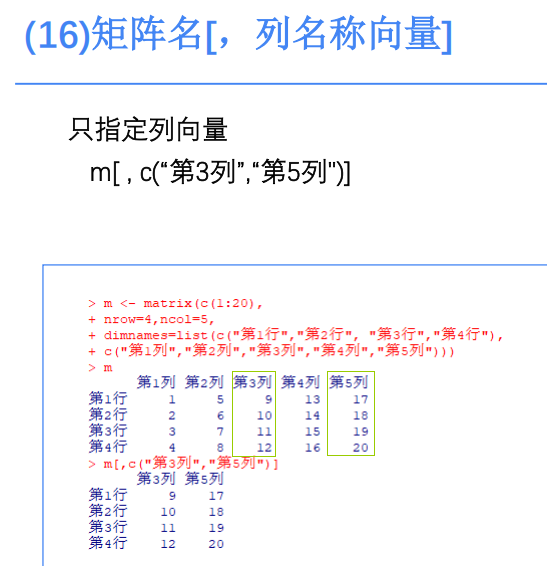 (16)矩阵名[，列名称向量]
只指定列向量
m[ , c(“第3列”,“第5列")]
> m <- matrix(c(1:20),
+ nrow=4,ncol=5,
+ dimnames=list(c("第1行","第2行", "第3行","第4行"),
+ c("第1列","第2列","第3列","第4列","第5列")))
> m
第1列 第2列 第3列 第4列 第5列
第1行 1 5 9 13 17
第2行 2 6 10 14 18
第3行 3 7 11 15 19
第4行 4 8 12 16 20
> m[,c("第3列","第5列")]
第3列 第5列
第1行 9 17
第2行 10 18
第3行 11 19
第4行 12 20